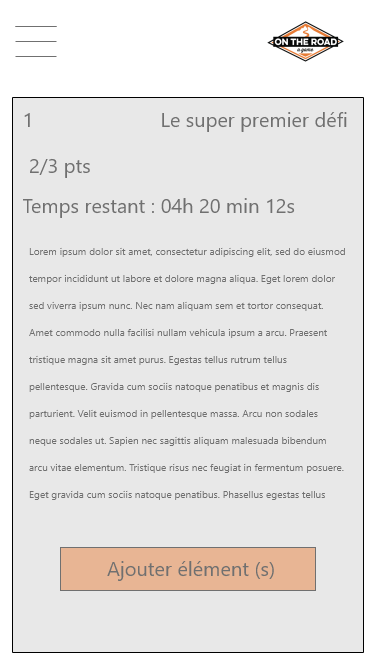 ON THE ROAD
a game
1 Le super premier défi
2/3 pts
Temps restant : 04h 20 min 12s
Lorem ipsum dolor sit amet, consectetur adipiscing elit, sed do eiusmod
tempor incididunt ut labore et dolore magna aliqua. Eget lorem dolor
sed viverra ipsum nunc. Nec nam aliquam sem et tortor consequat.
Amet commodo nulla facilisi nullam vehicula ipsum a arcu. Praesent
tristique magna sit amet purus. Egestas tellus rutrum tellus
pellentesque. Gravida cum sociis natoque penatibus et magnis dis
parturient. Velit euismod in pellentesque massa. Arcu non sodales
neque sodales ut. Sapien nec sagittis aliquam malesuada bibendum
arcu vitae elementum. Tristique risus nec feugiat in fermentum posuere.
Eget gravida cum sociis natoque penatibus. Phasellus egestas tellus
Ajouter élément (s)